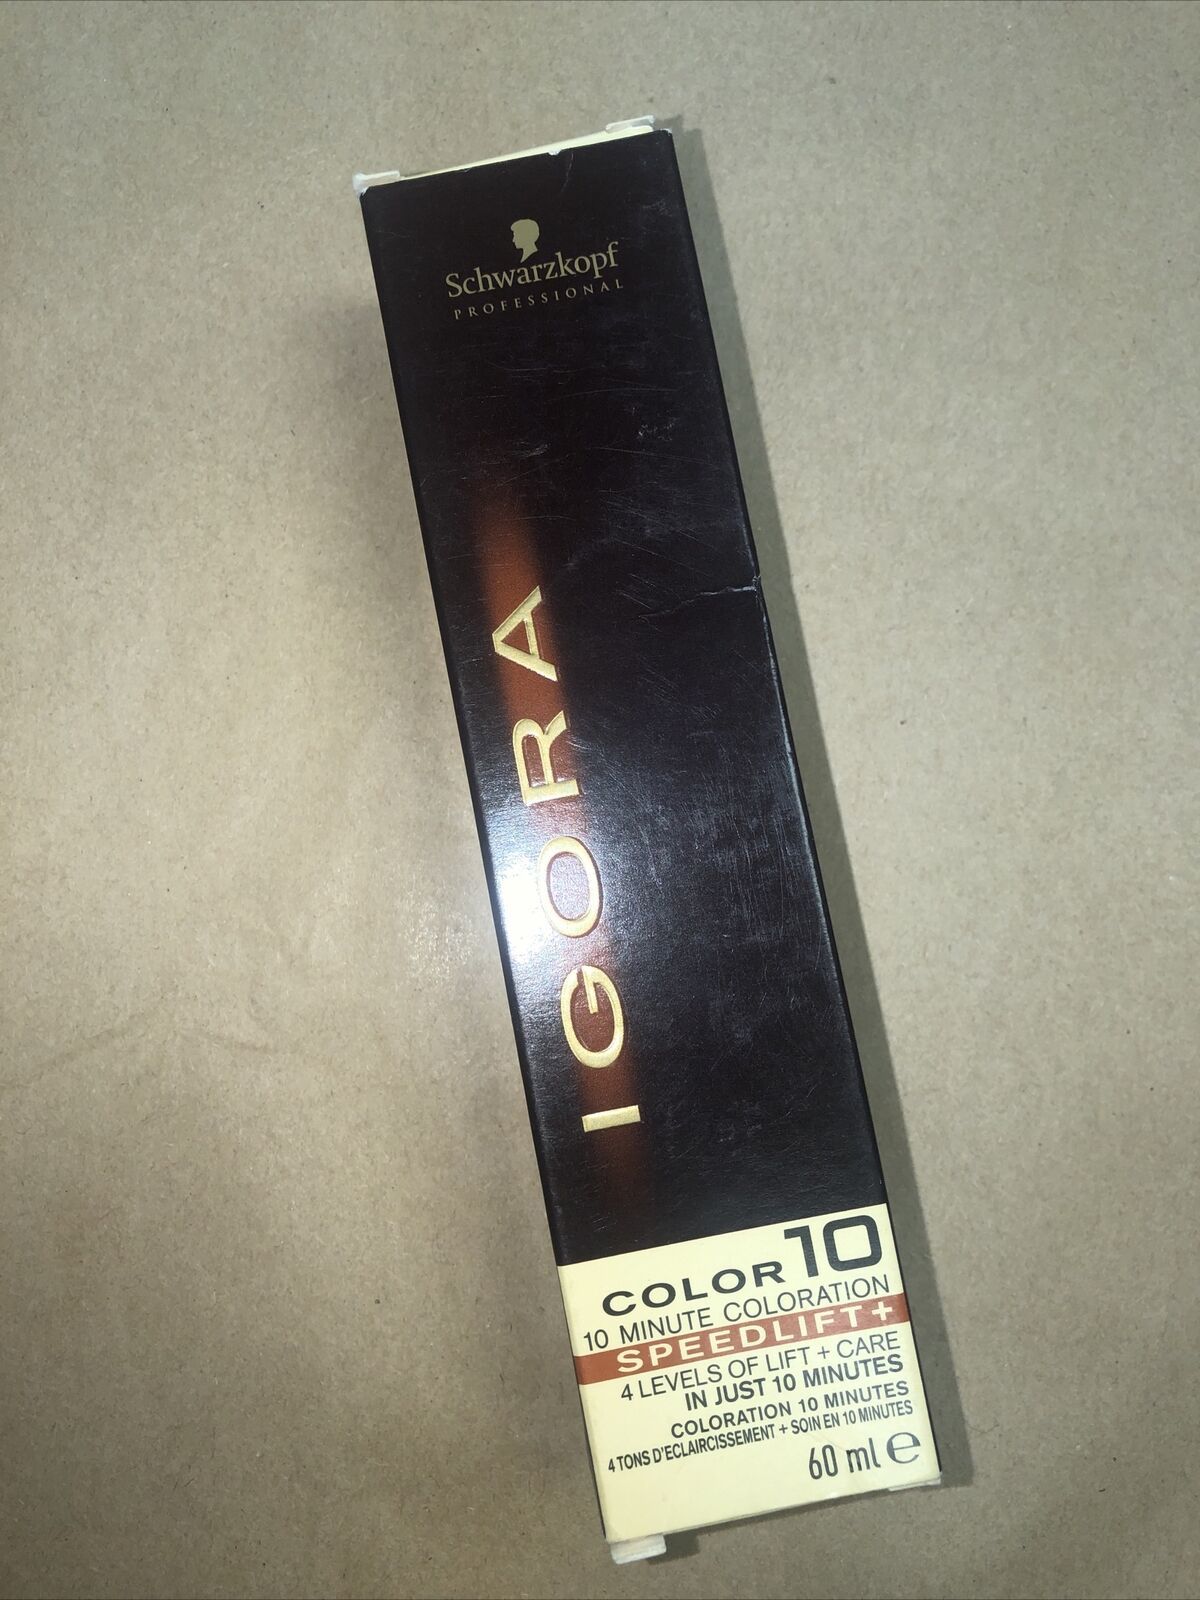 Schwarzkopf
PROFESSIONAL
IGORA
COLOR 10
10 MINUTE COLORATION
SPEEDLIFT+
4 LEVELS OF LIFT + CARE
IN JUST 10 MINUTES
COLORATION 10 MINUTES
4 TONS D'ECLAIRCISSEMENT + SOIN EN 10 MINUTES
60 ml e